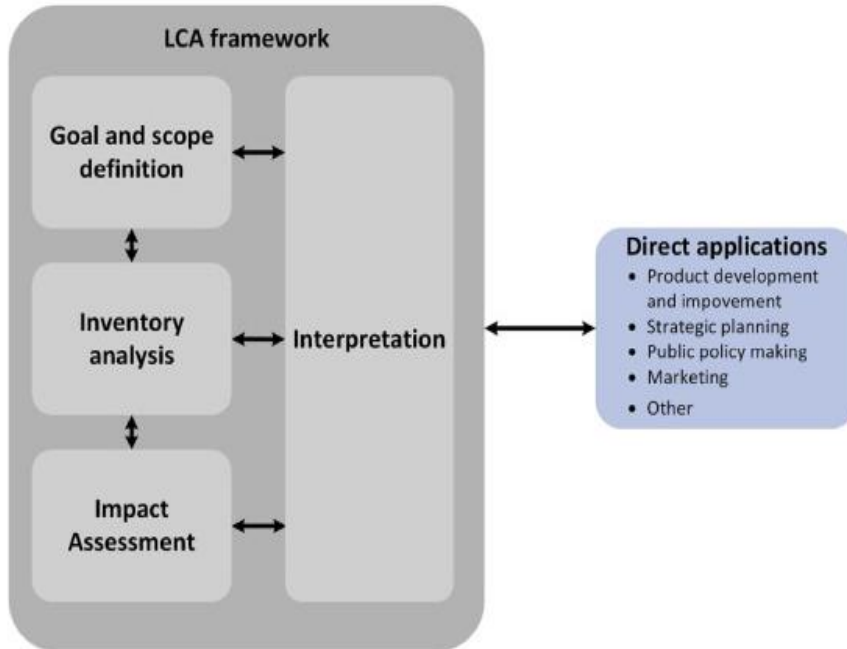 LCA framework
Goal and scope
definition
Inventory
analysis
Impact
Assessment
Interpretation
Direct applications
• Product development
and impovement
• Strategic planning
• Public policy making
• Marketing
• Other